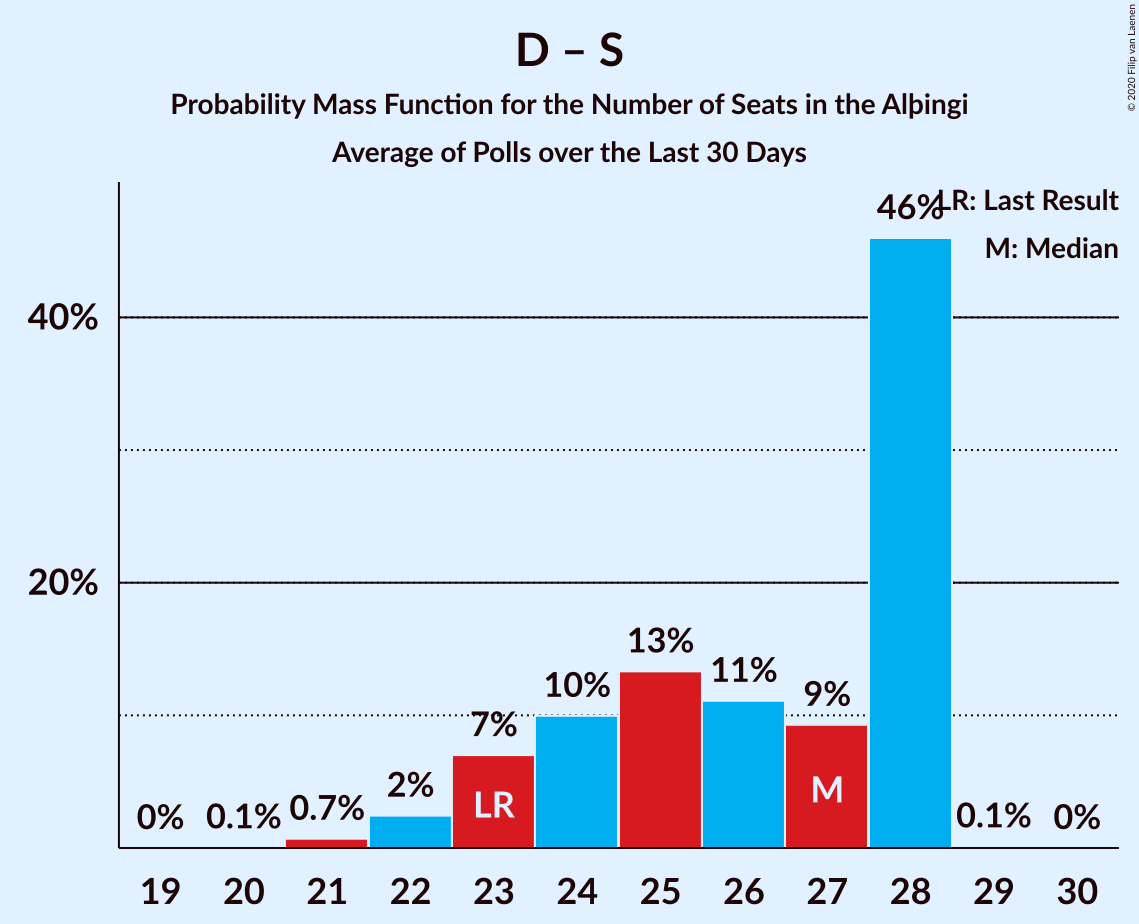 D – S
Probability Mass Function for the Number of Seats in the Alþingi
Average of Polls over the Last 30 Days
© 2020 Filip van Laenen
LR: Last Result
M: Median
40%
20%
0%
0.1%
0.7%
2%
7%
10%
13%
11%
9%
46%
0.1%
0%
LR
M
19 20 21 22 23 24 25 26 27 28 29 30